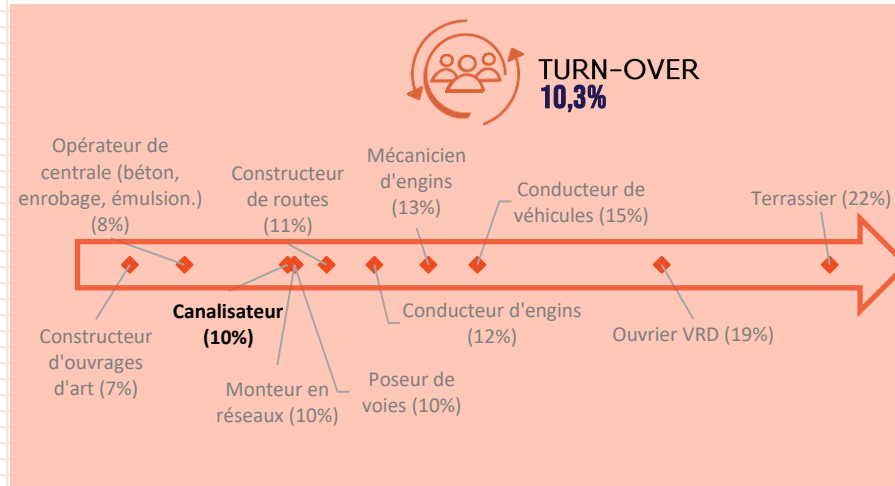 TURN-OVER
10,3%
Opérateur de
centrale (béton,
enrobage, émulsion.)
(8%)
Constructeur
de routes
(11%)
Mécanicien
d'engins
(13%)
Conducteur de
véhicules (15%)
Terrassier (22%)
Canalisateur
(10%)
Conducteur d'engins
(12%)
Ouvrier VRD (19%)
Constructeur
d'ouvrages
d'art (7%)
Monteur en
réseaux (10%)
Poseur de
voies (10%)